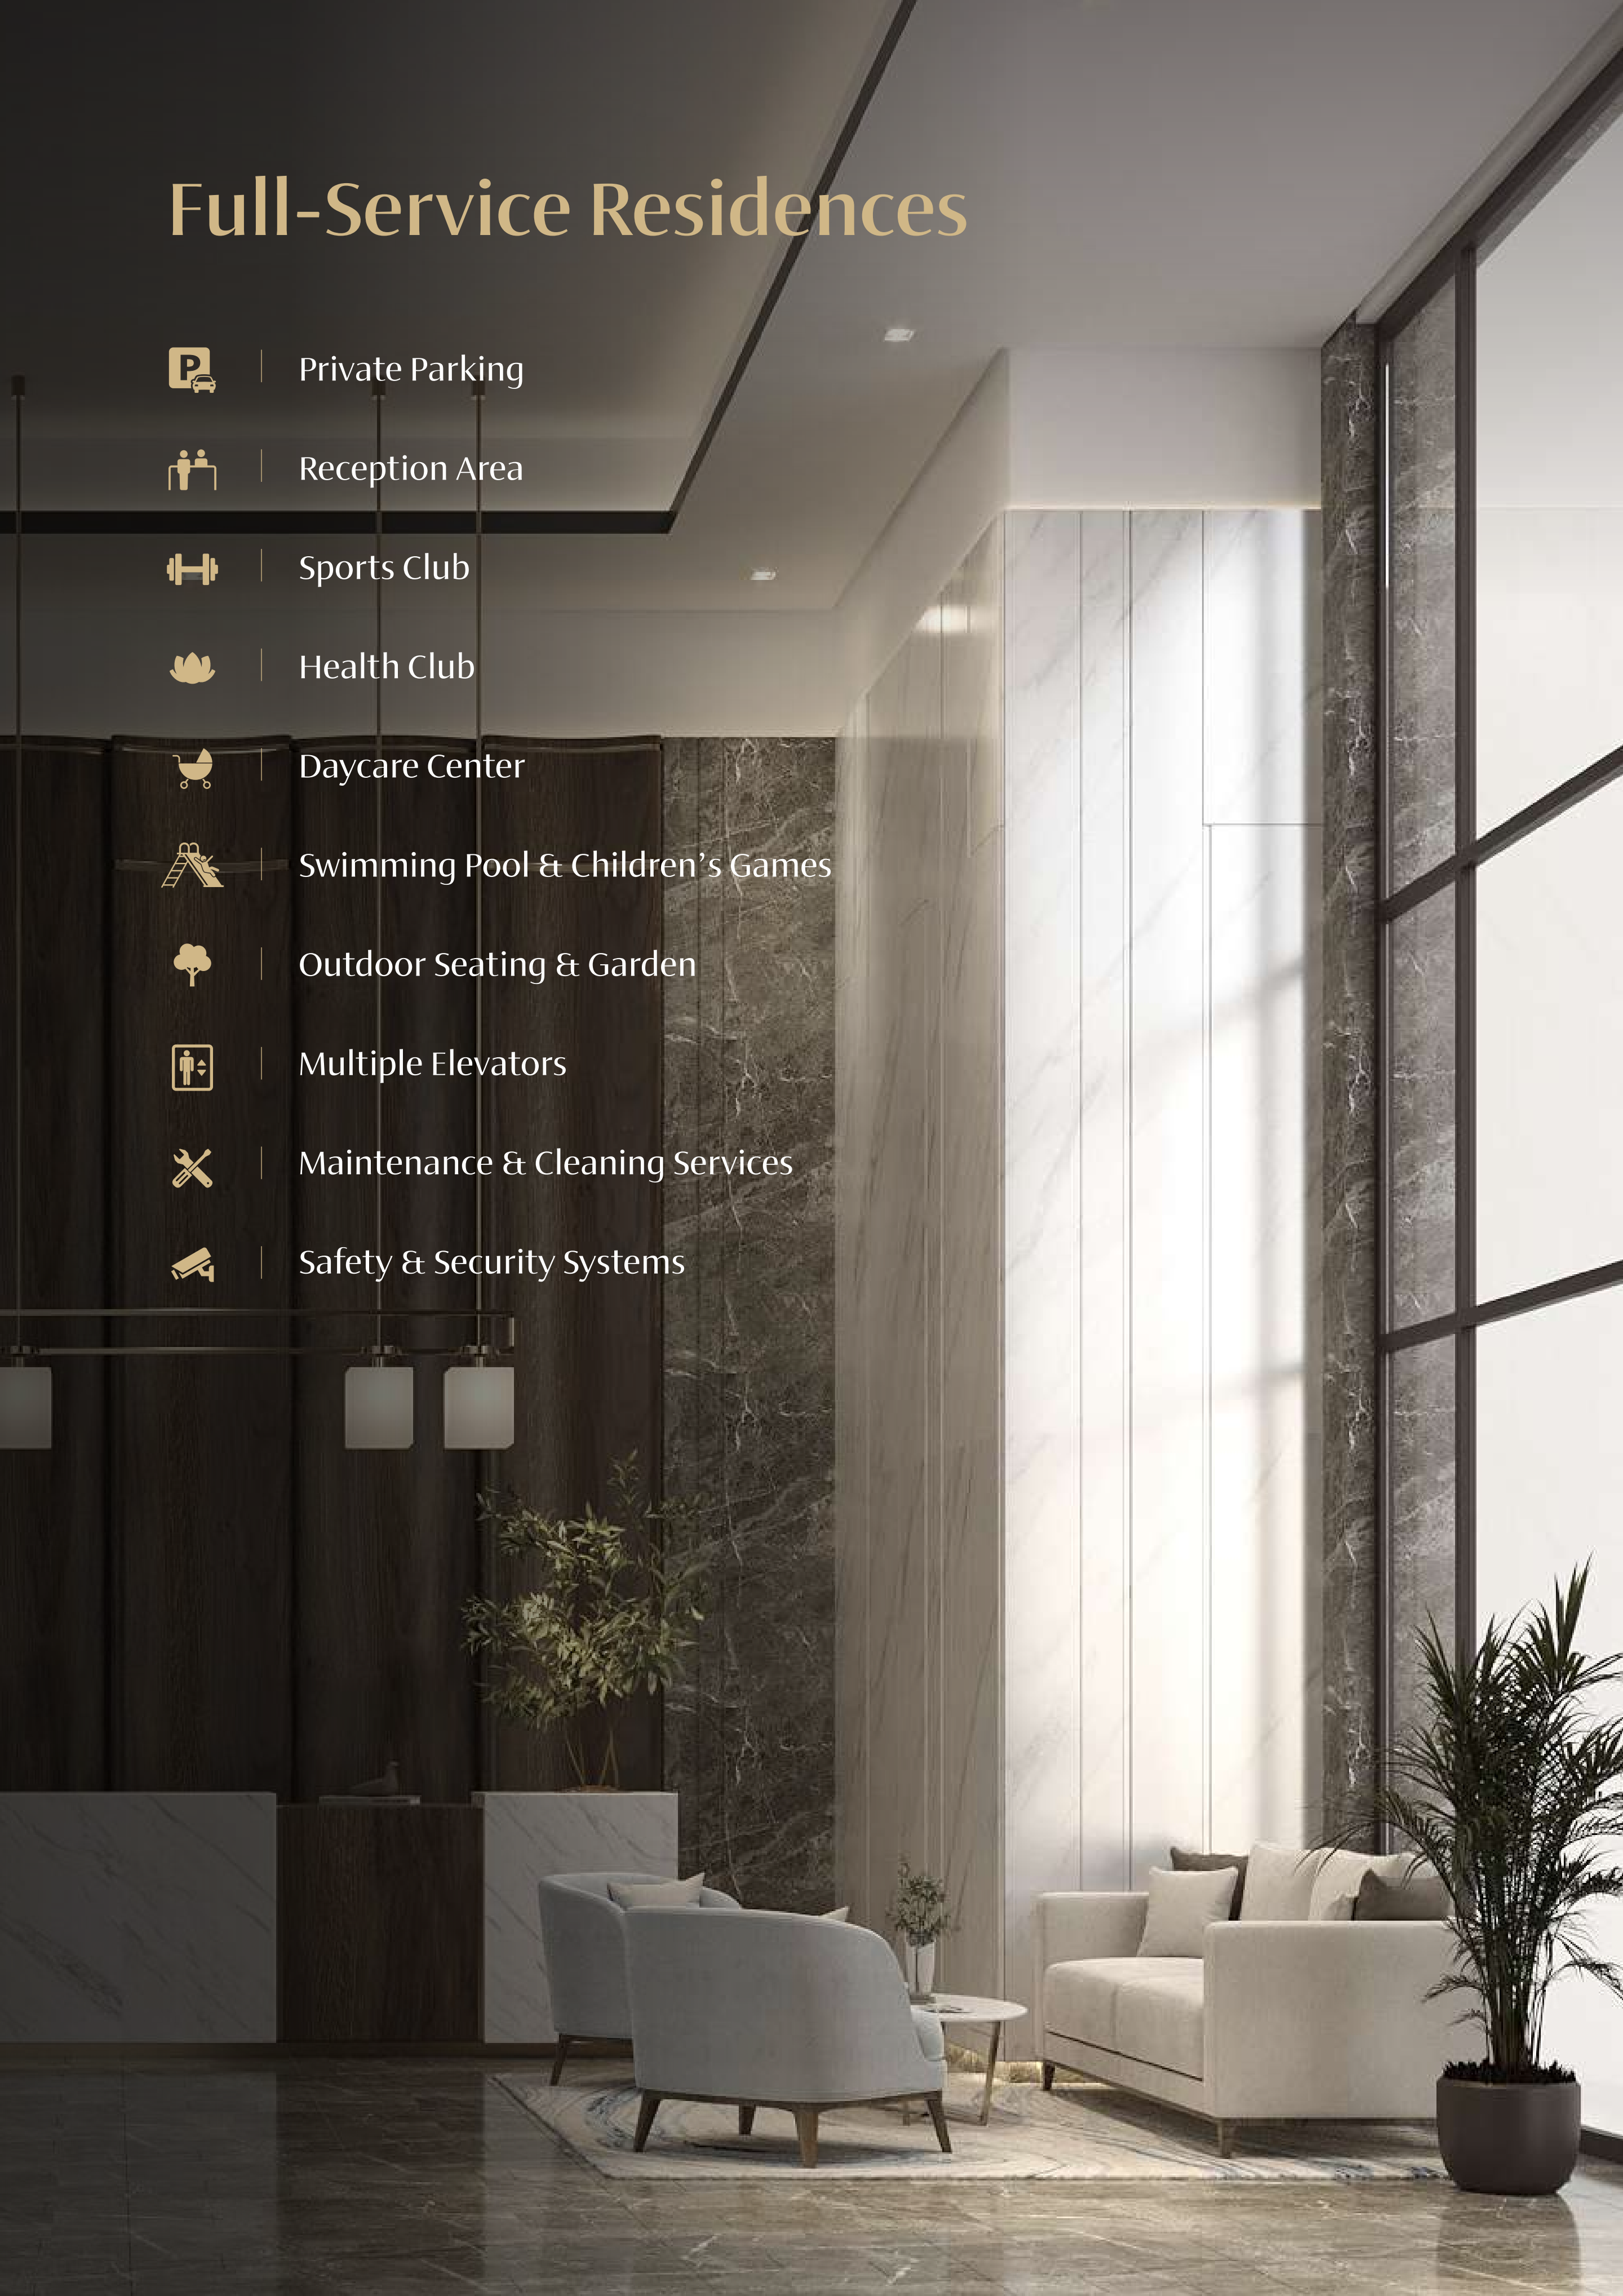 Full-Service Residences
Private Parking
Reception Area
Sports Club
Health Club
Daycare Center
Swimming Pool & Children’s Games
Outdoor Seating & Garden
Multiple Elevators
Maintenance & Cleaning Services
Safety & Security Systems